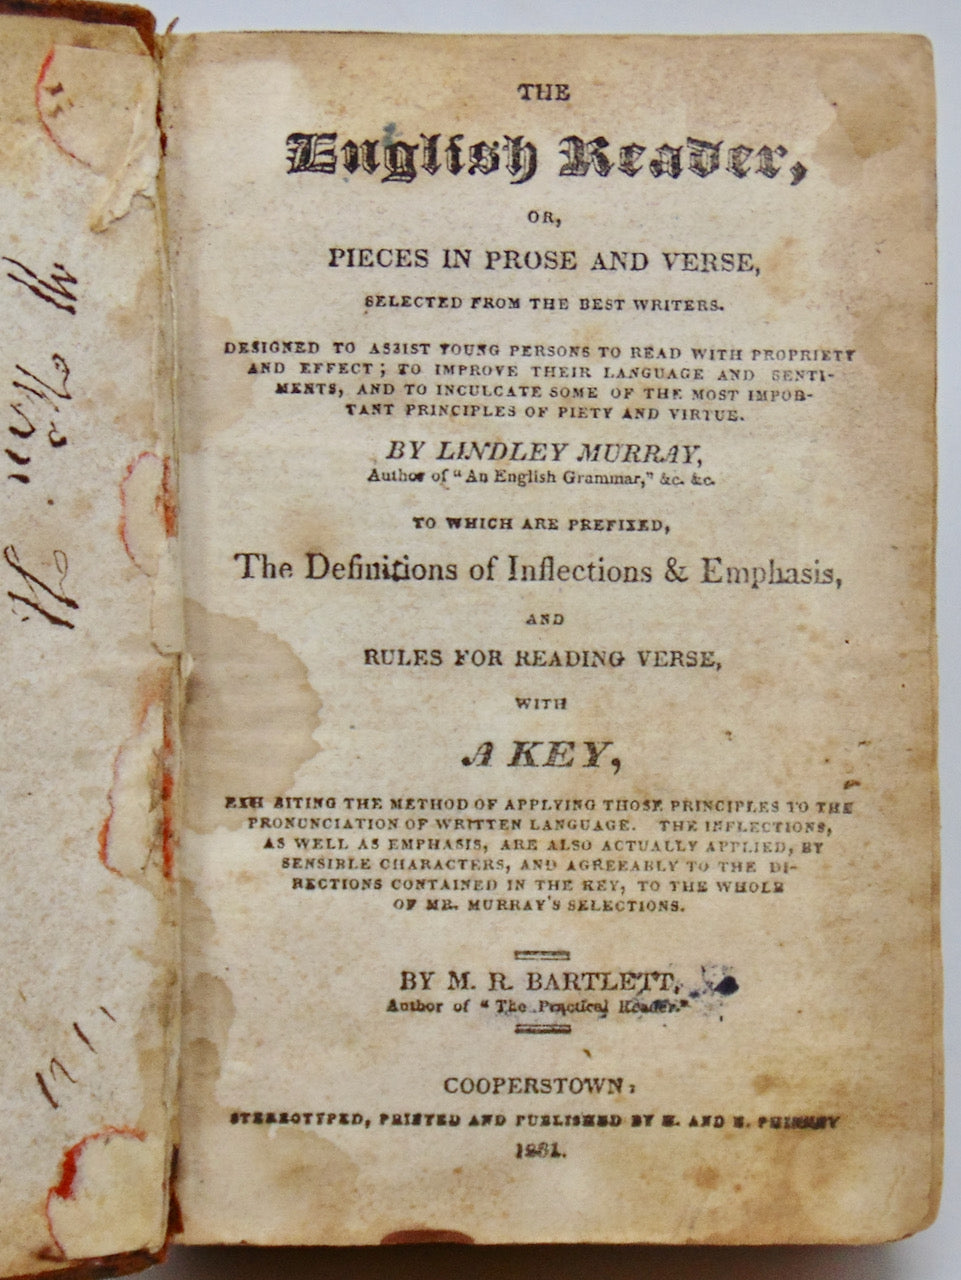 THE
English Reader,
OR,
PIECES IN PROSE AND VERSE,
SELECTED FROM THE BEST WRITERS.
DESIGNED TO ASSIST YOUNG PERSONS TO READ WITH PROPRIETY
AND EFFECT; TO IMPROVE THEIR LANGUAGE AND SENTI-
MENTS, AND TO INCULCATE SOME OF THE MOST IMPOR-
TANT PRINCIPLES OF PIETY AND VIRTUE.
BY LINDLEY MURRAY,
Author of "An English Grammar," &c. &c.
TO WHICH ARE PREFIXED,
The Definitions of Inflections & Emphasis,
AND
RULES FOR READING VERSE,
WITH
A KEY,
EXHIBITING THE METHOD OF APPLYING THOSE PRINCIPLES TO THE
PRONUNCIATION OF WRITTEN LANGUAGE. THE INFLECTIONS,
AS WELL AS EMPHASIS, ARE ALSO ACTUALLY APPLIED, BY
SENSIBLE CHARACTERS, AND AGREEABLY TO THE DI-
RECTIONS CONTAINED IN THE KEY, TO THE WHOLE
OF MR. MURRAY'S SELECTIONS.
BY M. R. BARTLETT,
Author of "The Practical Reader."
COOPERSTOWN:
STEREOTYPED, PRINTED AND PUBLISHED BY H. AND E. PHINNEY
1831.